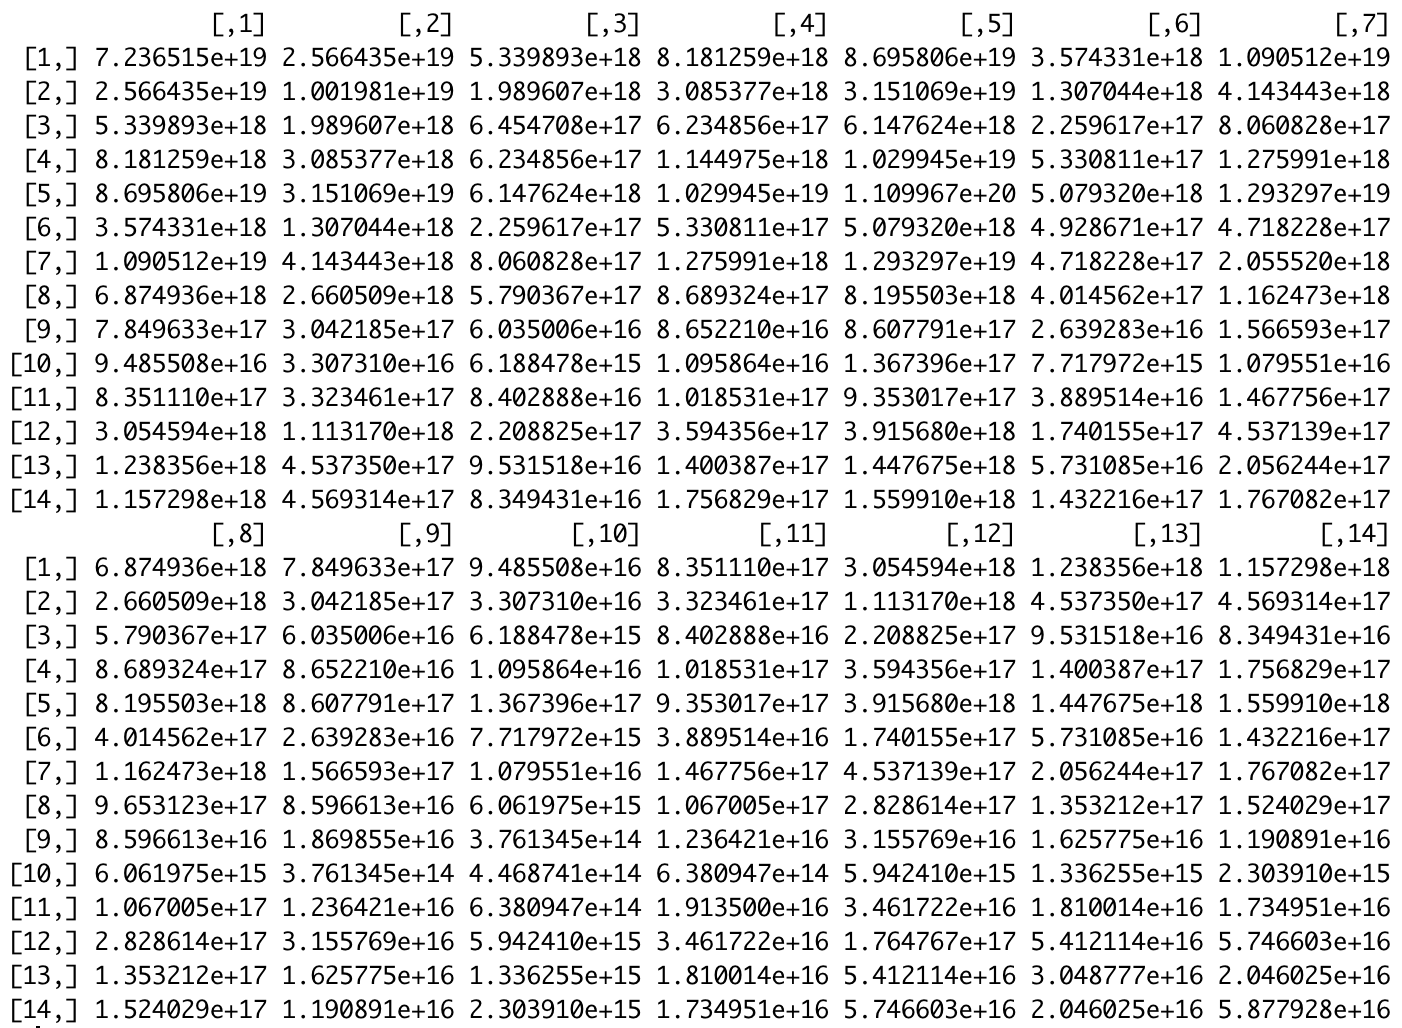 [,1] [,2] [,3] [,4] [,5] [,6] [,7]
[1,] 7.236515e+19 2.566435e+19 5.339893e+18 8.181259e+18 8.695806e+19 3.574331e+18 1.090512e+19
[2,] 2.566435e+19 1.001981e+19 1.989607e+18 3.085377e+18 3.151069e+19 1.307044e+18 4.143443e+18
[3,] 5.339893e+18 1.989607e+18 6.454708e+17 6.234856e+17 6.147624e+18 2.259617e+17 8.060828e+17
[4,] 8.181259e+18 3.085377e+18 6.234856e+17 1.144975e+18 1.029945e+19 5.330811e+17 1.275991e+18
[5,] 8.695806e+19 3.151069e+19 6.147624e+18 1.029945e+19 1.109967e+20 5.079320e+18 1.293297e+19
[6,] 3.574331e+18 1.307044e+18 2.259617e+17 5.330811e+17 5.079320e+18 4.928671e+17 4.718228e+17
[7,] 1.090512e+19 4.143443e+18 8.060828e+17 1.275991e+18 1.293297e+19 4.718228e+17 2.055520e+18
[8,] 6.874936e+18 2.660509e+18 5.790367e+17 8.689324e+17 8.195503e+18 4.014562e+17 1.162473e+18
[9,] 7.849633e+17 3.042185e+17 6.035006e+16 8.652210e+16 8.607791e+17 2.639283e+16 1.566593e+17
[10,] 9.485508e+16 3.307310e+16 6.188478e+15 1.095864e+16 1.367396e+17 7.717972e+15 1.079551e+16
[11,] 8.351110e+17 3.323461e+17 8.402888e+16 1.018531e+17 9.353017e+17 3.889514e+16 1.467756e+17
[12,] 3.054594e+18 1.113170e+18 2.208825e+17 3.594356e+17 3.915680e+18 1.740155e+17 4.537139e+17
[13,] 1.238356e+18 4.537350e+17 9.531518e+16 1.400387e+17 1.447675e+18 5.731085e+16 2.056244e+17
[14,] 1.157298e+18 4.569314e+17 8.349431e+16 1.756829e+17 1.559910e+18 1.432216e+17 1.767082e+17
[,8] [,9] [,10] [,11] [,12] [,13] [,14]
[1,] 6.874936e+18 7.849633e+17 9.485508e+16 8.351110e+17 3.054594e+18 1.238356e+18 1.157298e+18
[2,] 2.660509e+18 3.042185e+17 3.307310e+16 3.323461e+17 1.113170e+18 4.537350e+17 4.569314e+17
[3,] 5.790367e+17 6.035006e+16 6.188478e+15 8.402888e+16 2.208825e+17 9.531518e+16 8.349431e+16
[4,] 8.689324e+17 8.652210e+16 1.095864e+16 1.018531e+17 3.594356e+17 1.400387e+17 1.756829e+17
[5,] 8.195503e+18 8.607791e+17 1.367396e+17 9.353017e+17 3.915680e+18 1.447675e+18 1.559910e+18
[6,] 4.014562e+17 2.639283e+16 7.717972e+15 3.889514e+16 1.740155e+17 5.731085e+16 1.432216e+17
[7,] 1.162473e+18 1.566593e+17 1.079551e+16 1.467756e+17 4.537139e+17 2.056244e+17 1.767082e+17
[8,] 9.653123e+17 8.596613e+16 6.061975e+15 1.067005e+17 2.828614e+17 1.353212e+17 1.524029e+17
[9,] 8.596613e+16 1.869855e+16 3.761345e+14 1.236421e+16 3.155769e+16 1.625775e+16 1.190891e+16
[10,] 6.061975e+15 3.761345e+14 4.468741e+14 6.380947e+14 5.942410e+15 1.336255e+15 2.303910e+15
[11,] 1.067005e+17 1.236421e+16 6.380947e+14 1.913500e+16 3.461722e+16 1.810014e+16 1.734951e+16
[12,] 2.828614e+17 3.155769e+16 5.942410e+15 3.461722e+16 1.764767e+17 5.412114e+16 5.746603e+16
[13,] 1.353212e+17 1.625775e+16 1.336255e+15 1.810014e+16 5.412114e+16 3.048777e+16 2.046025e+16
[14,] 1.524029e+17 1.190891e+16 2.303910e+15 1.734951e+16 5.746603e+16 2.046025e+16 5.877928e+16